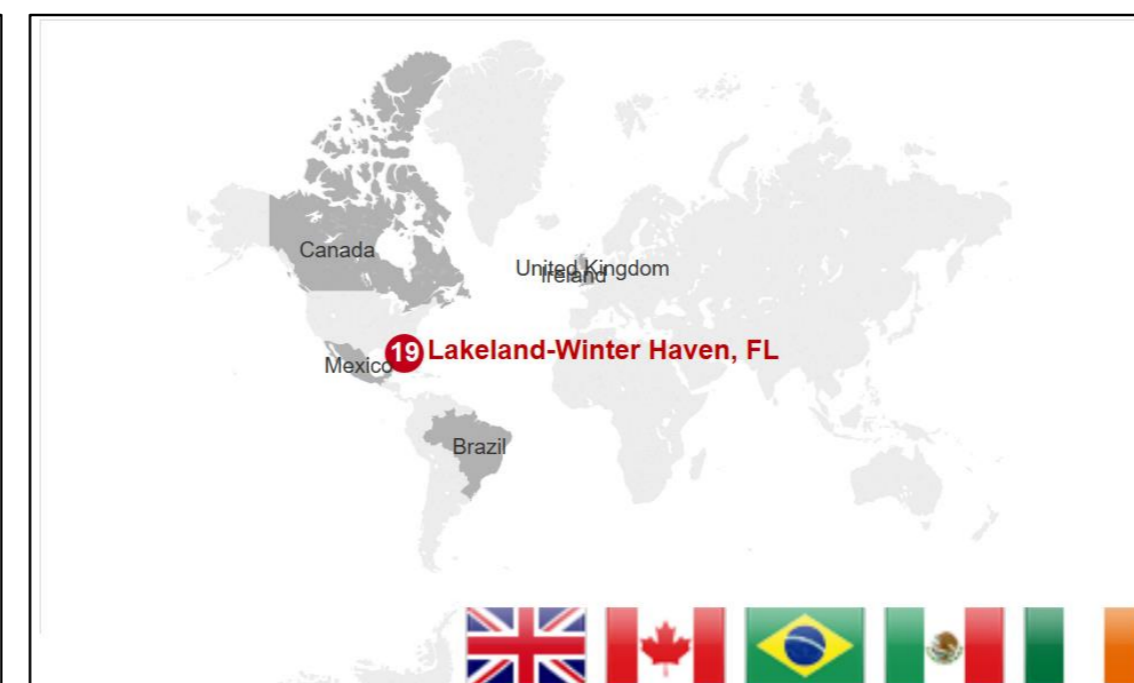 Canada
United Kingdom
Ireland
19 Lakeland-Winter Haven, FL
Mexico
Brazil